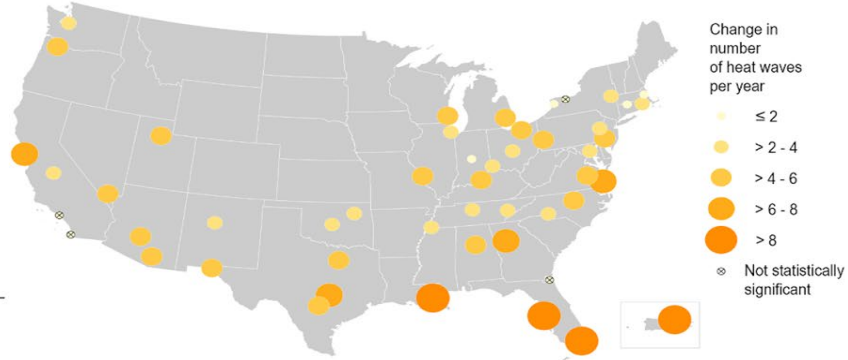 Change in
number
of heat waves
per year
≤ 2
> 2 - 4
> 4 - 6
> 6 - 8
> 8
Not statistically
significant